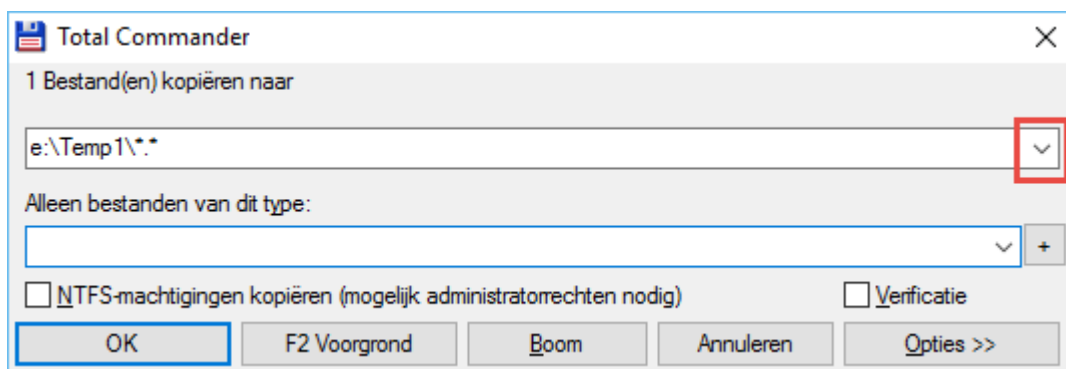 Total Commander
1 Bestand(en) kopiëren naar
e:\Temp1\*.*
Alleen bestanden van dit type:
+
NTFS-machtigingen kopiëren (mogelijk administratorrechten nodig) Verificatie
OK F2 Voorgrond Boom Annuleren Opties >>